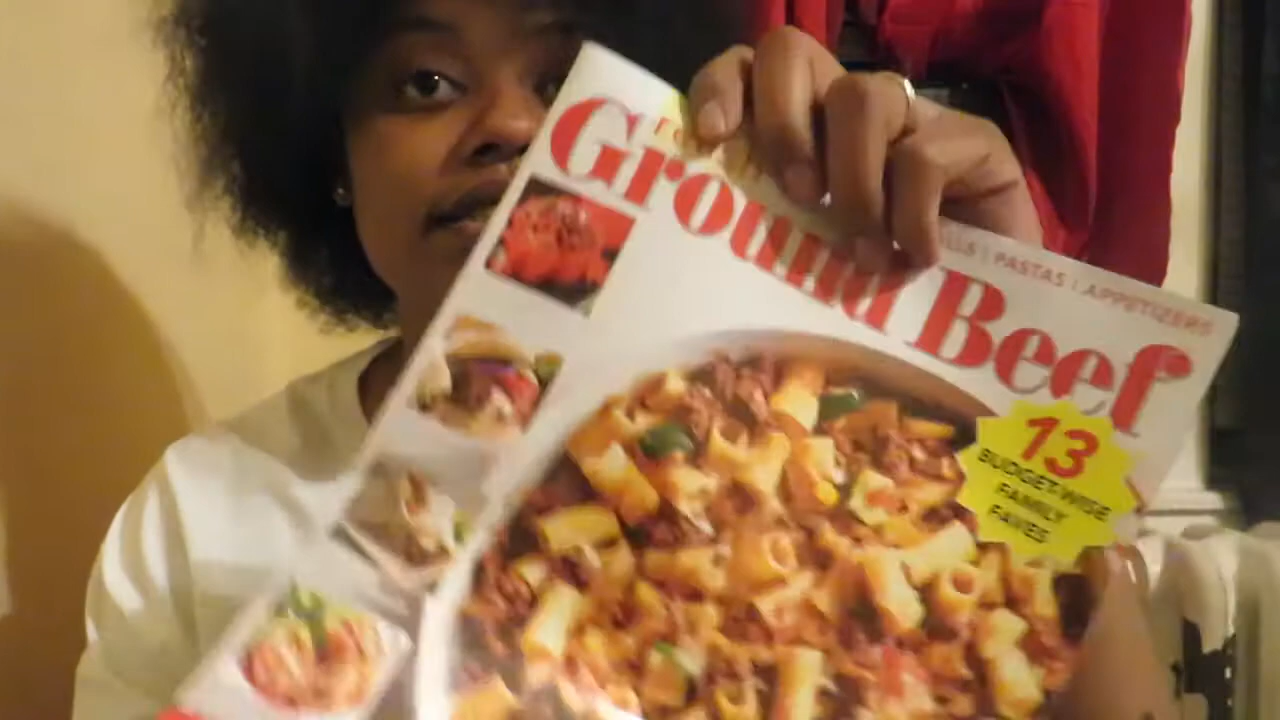 PASTAS | APPETIZERS
Ground Beef
13
BUDGET-WISE
FAMILY
FAVES